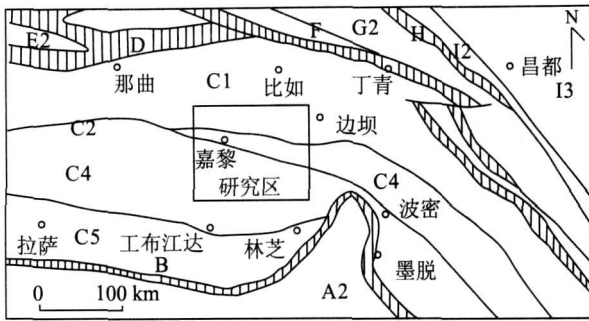 N
E2
D
F
G2
H
I2
昌都
I3
那曲
C1
比如
丁青
C2
嘉黎
边坝
研究区
C4
C4
波密
拉萨
C5
工布江达
林芝
B
墨脱
A2
0 100 km